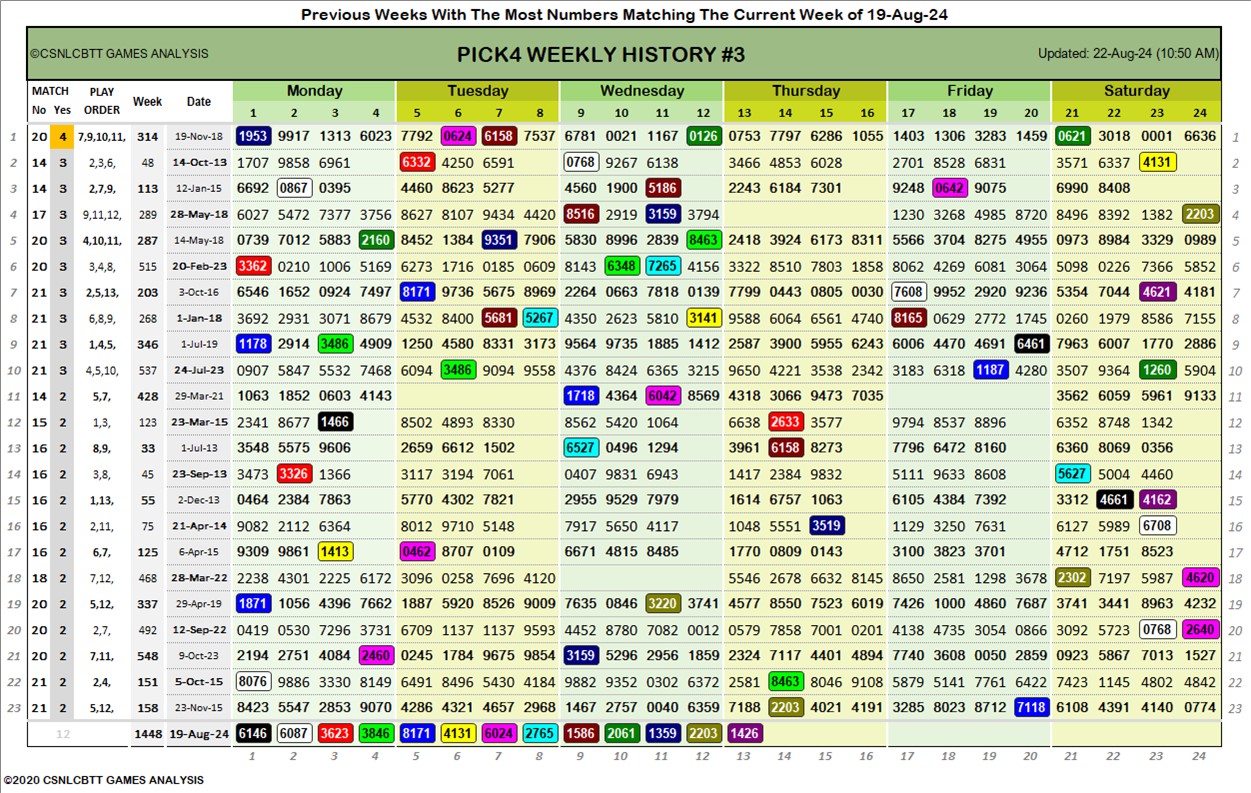 Previous Weeks With The Most Numbers Matching The Current Week of 19-Aug-24
©CSNLCBTT GAMES ANALYSIS PICK4 WEEKLY HISTORY #3 Updated: 22-Aug-24 (10:50 AM)
MATCH PLAY Week Date Monday Tuesday Wednesday Thursday Friday Saturday
No Yes ORDER 1 2 3 4 5 6 7 8 9 10 11 12 13 14 15 16 17 18 19 20 21 22 23 24
1 20 4 7,9,10,11, 314 19-Nov-18 1953 9917 1313 6023 7792 0624 6158 7537 6781 0021 1167 0126 0753 7797 6286 1055 1403 1306 3283 1459 0621 3018 0001 6636 1
2 14 3 2,3,6, 48 14-Oct-13 1707 9858 6961 6332 4250 6591 0768 9267 6138 3466 4853 6028 2701 8528 6831 3571 6337 4131 2
3 14 3 2,7,9, 113 12-Jan-15 6692 0867 0395 4460 8623 5277 4560 1900 5186 2243 6184 7301 9248 0642 9075 6990 8408 3
4 17 3 9,11,12, 289 28-May-18 6027 5472 7377 3756 8627 8107 9434 4420 8516 2919 3159 3794 1230 3268 4985 8720 8496 8392 1382 2203 4
5 20 3 4,10,11, 287 14-May-18 0739 7012 5883 2160 8452 1384 9351 7906 5830 8996 2839 8463 2418 3924 6173 8311 5566 3704 8275 4955 0973 8984 3329 0989 5
6 20 3 3,4,8, 515 20-Feb-23 3362 0210 1006 5169 6273 1716 0185 0609 8143 6348 7265 4156 3322 8510 7803 1858 8062 4269 6081 3064 5098 0226 7366 5852 6
7 21 3 2,5,13, 203 3-Oct-16 6546 1652 0924 7497 8171 9736 5675 8969 2264 0663 7818 0139 7799 0443 0805 0030 7608 9952 2920 9236 5354 7044 4621 4181 7
8 21 3 6,8,9, 268 1-Jan-18 3692 2931 3071 8679 4532 8400 5681 5267 4350 2623 5810 3141 9588 6064 6561 4740 8165 0629 2772 1745 0260 1979 8586 7155 8
9 21 3 1,4,5, 346 1-Jul-19 1178 2914 3486 4909 1250 4580 8331 3173 9564 9735 1885 1412 2587 3900 5955 6243 6006 4470 4691 6461 7963 6007 1770 2886 9
10 21 3 4,5,10, 537 24-Jul-23 0907 5847 5532 7468 6094 3486 9094 9558 4376 8424 6365 3215 9650 4221 3538 2342 3183 6318 1187 4280 3507 9364 1260 5904 10
11 14 2 5,7, 428 29-Mar-21 1063 1852 0603 4143 1718 4364 6042 8569 4318 3066 9473 7035 3562 6059 5961 9133 11
12 15 2 1,3, 123 23-Mar-15 2341 8677 1466 8502 4893 8330 8562 5420 1064 6638 2633 3577 9794 8537 8896 6352 8748 1342 12
13 16 2 8,9, 33 1-Jul-13 3548 5575 9606 2659 6612 1502 6527 0496 1294 3961 6158 8273 7796 6472 8160 6360 8069 0356 13
14 16 2 3,8, 45 23-Sep-13 3473 3326 1366 3117 3194 7061 0407 9831 6943 1417 2384 9832 5111 9633 8608 5627 5004 4460 14
15 16 2 1,13, 55 2-Dec-13 0464 2384 7863 5770 4302 7821 2955 9529 7979 1614 6757 1063 6105 4384 7392 3312 4661 4162 15
16 16 2 2,11, 75 21-Apr-14 9082 2112 6364 8012 9710 5148 7917 5650 4117 1048 5551 3519 1129 3250 7631 6127 5989 6708 16
17 16 2 6,7, 125 6-Apr-15 9309 9861 1413 0462 8707 0109 6671 4815 8485 1770 0809 0143 3100 3823 3701 4712 1751 8523 17
18 18 2 7,12, 468 28-Mar-22 2238 4301 2225 6172 3096 0258 7696 4120 5546 2678 6632 8145 8650 2581 1298 3678 2302 7197 5987 4620 18
19 20 2 5,12, 337 29-Apr-19 1871 1056 4396 7662 1887 5920 8526 9009 7635 0846 3220 3741 4577 8550 7523 6019 7426 1000 4860 7687 3741 3441 8963 4232 19
20 20 2 2,7, 492 12-Sep-22 0419 0530 7296 3731 6709 1137 1720 9593 4452 8780 7082 0012 0579 7858 7001 0201 4138 4735 3054 0866 3092 5723 0768 2640 20
21 20 2 7,11, 548 9-Oct-23 2194 2751 4084 2460 0245 1784 9675 9854 3159 5296 2956 1859 2324 7117 4401 4894 7740 3608 0050 2859 0923 5867 7013 1527 21
22 21 2 2,4, 151 5-Oct-15 8076 9886 3330 8149 6491 8496 5430 4184 9882 9352 0302 6372 2581 8463 8046 9108 5879 5141 7761 6422 7423 1145 4802 4842 22
23 21 2 5,12, 158 23-Nov-15 8423 5547 2853 9070 4286 4321 4657 2968 1467 2757 0040 6359 7188 2203 4021 4191 3285 8023 8712 7118 6108 4391 4140 0774 23
12 1448 19-Aug-24 6146 6087 3623 3846 8171 4131 6024 2765 1586 2061 1359 2203 1426
1 2 3 4 5 6 7 8 9 10 11 12 13 14 15 16 17 18 19 20 21 22 23 24
©2020 CSNLCBTT GAMES ANALYSIS